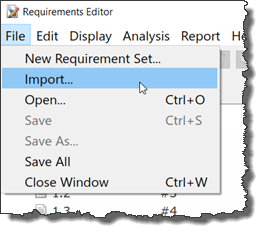 Requirements Editor
File Edit Display Analysis Report
New Requirement Set...
Import...
Open... Ctrl+O
Save Ctrl+S
Save As...
Save All
Close Window Ctrl+W
1.3 #4